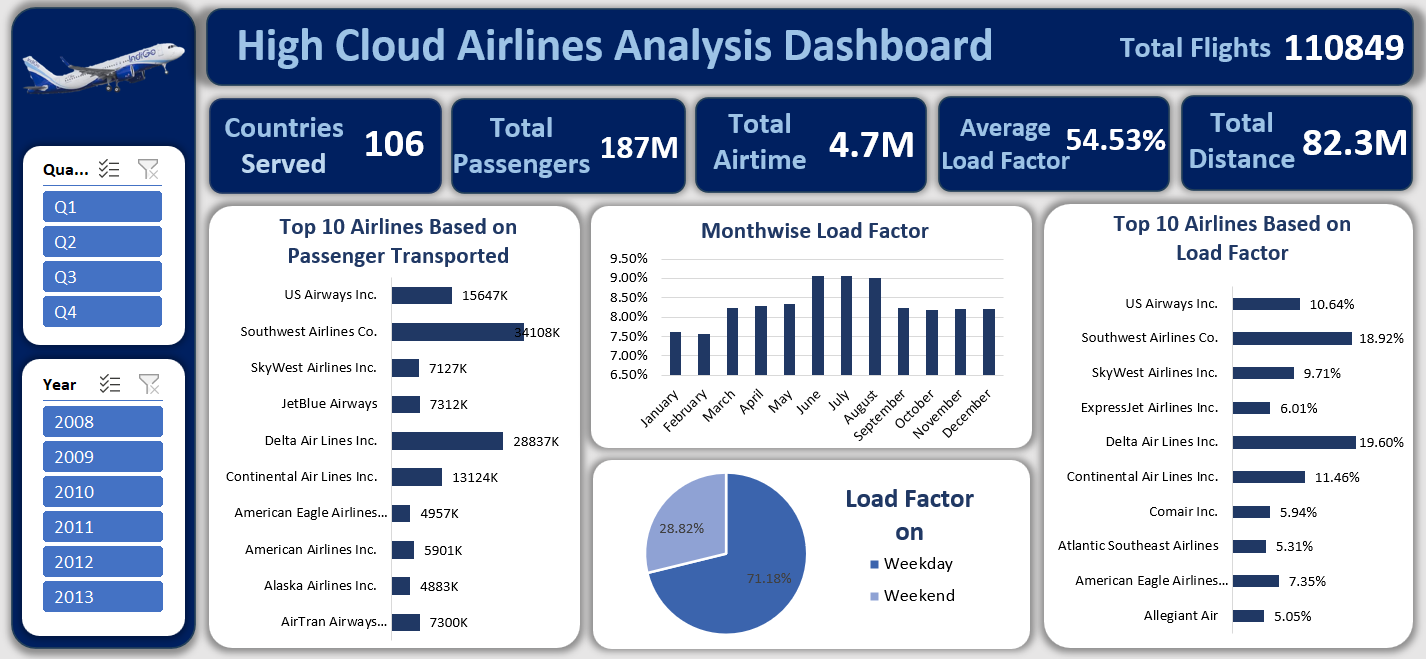 IndiGo
High Cloud Airlines Analysis Dashboard
Total Flights 110849
Countries
Served
106
Total
Passengers
187M
Total
Airtime
4.7M
Average
Load Factor
54.53%
Total
Distance
82.3M
Qua...
Q1
Q2
Q3
Q4
Year
2008
2009
2010
2011
2012
2013
Top 10 Airlines Based on
Passenger Transported
US Airways Inc. 15647K
Southwest Airlines Co. 34108K
SkyWest Airlines Inc. 7127K
JetBlue Airways 7312K
Delta Air Lines Inc. 28837K
Continental Air Lines Inc. 13124K
American Eagle Airlines... 4957K
American Airlines Inc. 5901K
Alaska Airlines Inc. 4883K
AirTran Airways... 7300K
Monthwise Load Factor
9.50%
9.00%
8.50%
8.00%
7.50%
7.00%
6.50%
January
February
March
April
May
June
July
August
September
October
November
December
28.82%
71.18%
Load Factor
on
Weekday
Weekend
Top 10 Airlines Based on
Load Factor
US Airways Inc. 10.64%
Southwest Airlines Co. 18.92%
SkyWest Airlines Inc. 9.71%
ExpressJet Airlines Inc. 6.01%
Delta Air Lines Inc. 19.60%
Continental Air Lines Inc. 11.46%
Comair Inc. 5.94%
Atlantic Southeast Airlines 5.31%
American Eagle Airlines... 7.35%
Allegiant Air 5.05%